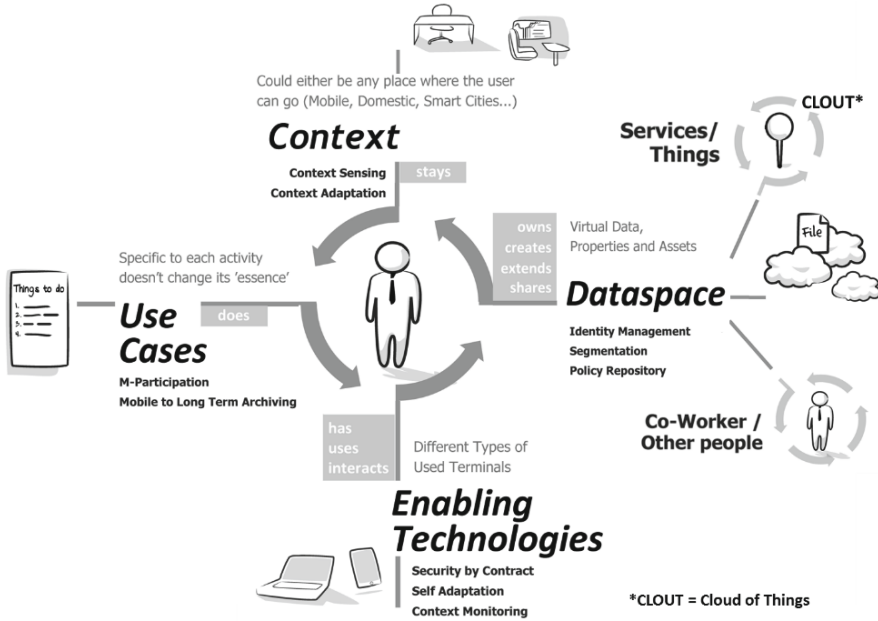 Could either be any place where the user
can go (Mobile, Domestic, Smart Cities...)
Context
Context Sensing
Context Adaptation
stays
CLOUT*
Services/
Things
owns
creates
extends
shares
Virtual Data,
Properties and Assets
File
Dataspace
Identity Management
Segmentation
Policy Repository
Specific to each activity
doesn't change its 'essence'
Things to do
1.
2.
3.
4.
does
Use
Cases
M-Participation
Mobile to Long Term Archiving
Co-Worker /
Other people
has
uses
interacts
Different Types of
Used Terminals
Enabling
Technologies
Security by Contract
Self Adaptation
Context Monitoring
*CLOUT = Cloud of Things